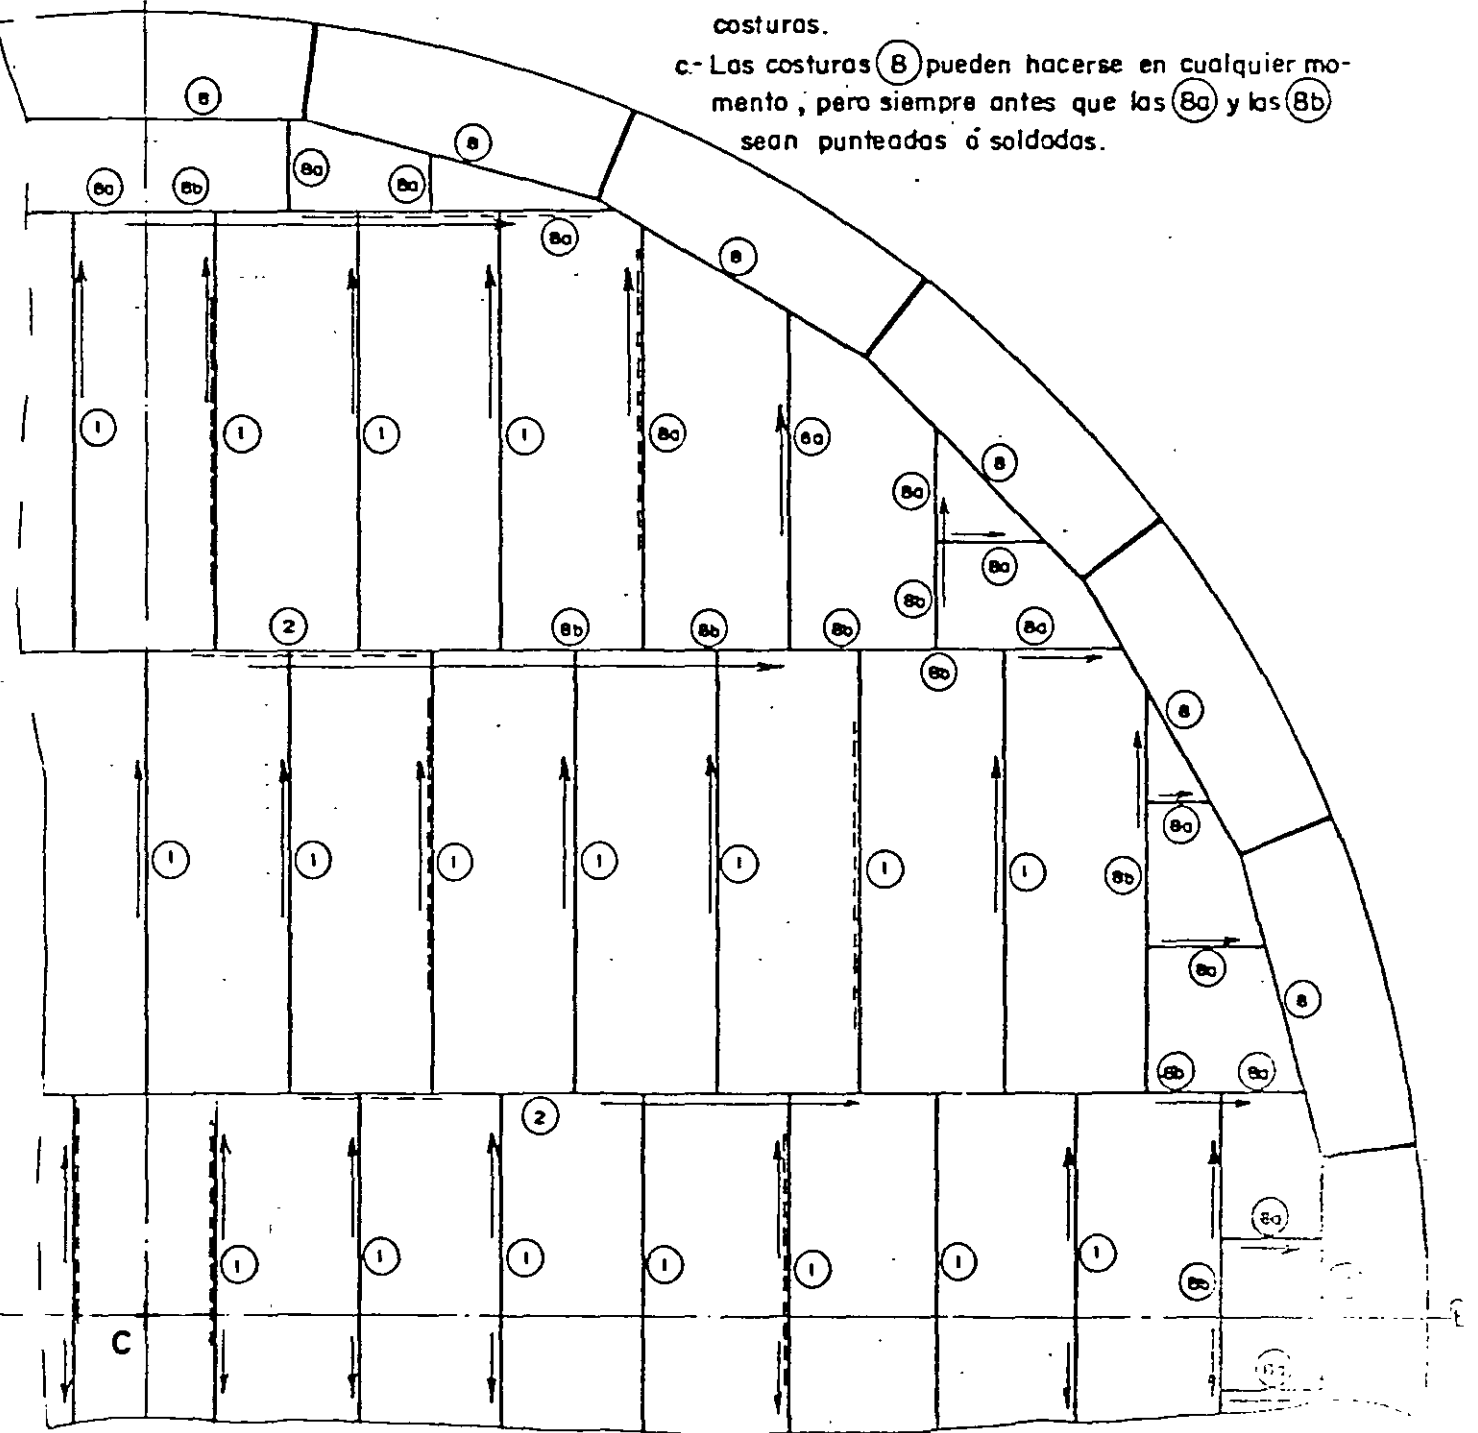 costuras.
c.- Las costuras 8 pueden hacerse en cualquier mo-
mento, pero siempre antes que las 8a y las 8b
sean punteadas ó soldadas.
8
8
8a
8a
8a
8b
8a
8
1
1
1
1
8a
8a
8a
8
8a
8b
2
8b
8b
8b
8a
8b
8
1
1
1
1
1
1
1
8b
8a
8a
8
8b
8a
2
1
1
1
1
1
1
1
8a
C